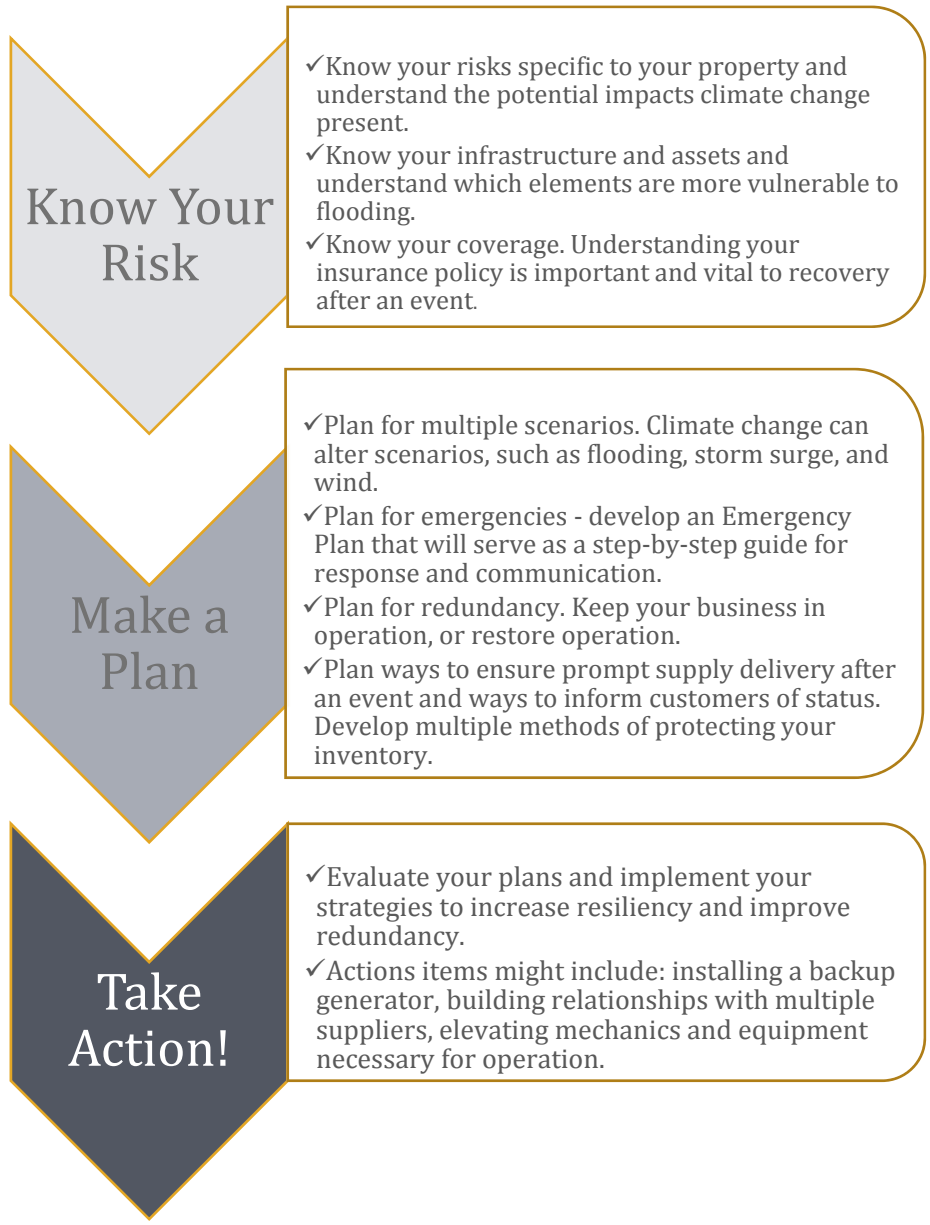 Know Your
Risk
✓Know your risks specific to your property and
understand the potential impacts climate change
present.
✓Know your infrastructure and assets and
understand which elements are more vulnerable to
flooding.
✓Know your coverage. Understanding your
insurance policy is important and vital to recovery
after an event.
Make a
Plan
✓Plan for multiple scenarios. Climate change can
alter scenarios, such as flooding, storm surge, and
wind.
✓Plan for emergencies - develop an Emergency
Plan that will serve as a step-by-step guide for
response and communication.
✓Plan for redundancy. Keep your business in
operation, or restore operation.
✓Plan ways to ensure prompt supply delivery after
an event and ways to inform customers of status.
Develop multiple methods of protecting your
inventory.
Take
Action!
✓Evaluate your plans and implement your
strategies to increase resiliency and improve
redundancy.
✓Actions items might include: installing a backup
generator, building relationships with multiple
suppliers, elevating mechanics and equipment
necessary for operation.